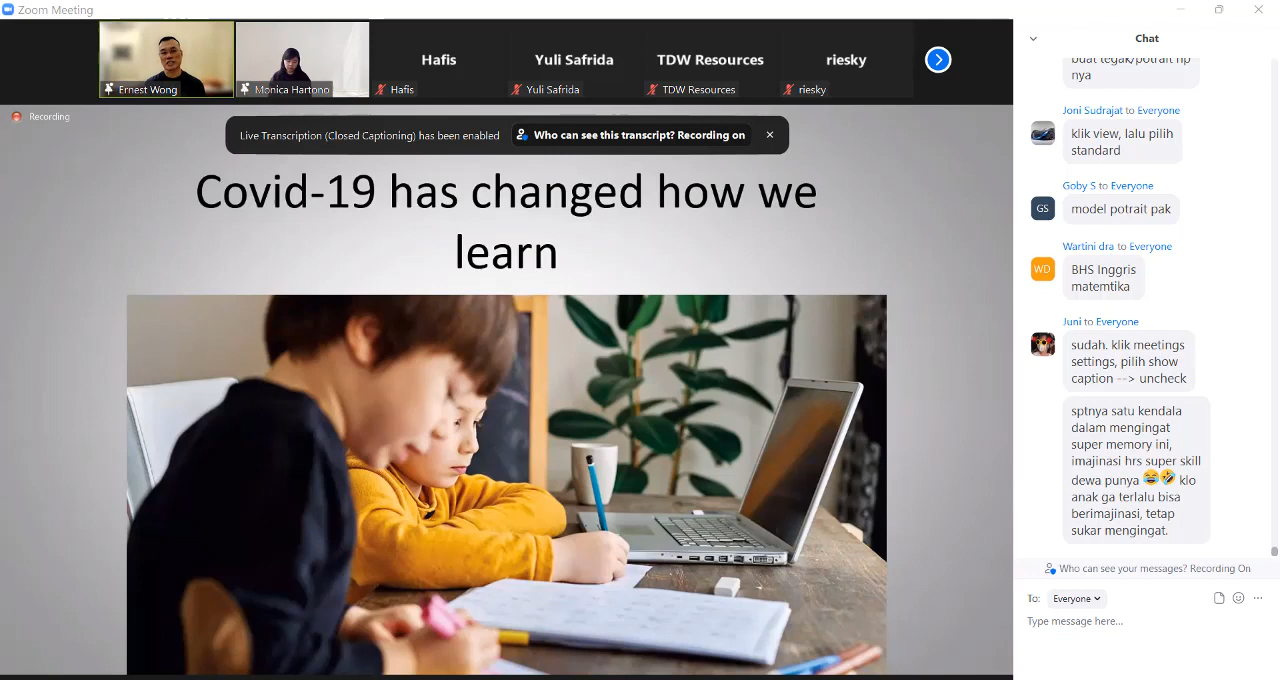 Zoom Meeting
Hafis
Yuli Safrida
TDW Resources
riesky
Ernest Wong
Monica Hartono
Hafis
Yuli Safrida
TDW Resources
riesky
Recording
Live Transcription (Closed Captioning) has been enabled
Who can see this transcript? Recording on
Covid-19 has changed how we
learn
Chat
buat tegak/potrait np
nya
Joni Sudrajat to Everyone
klik view, lalu pilih
standard
Goby S to Everyone
GS
model potrait pak
Wartini dra to Everyone
WD
BHS Inggris
matemtika
Juni to Everyone
sudah. klik meetings
settings, pilih show
caption --> uncheck
sptnya satu kendala
dalam mengingat
super memory ini,
imajinasi hrs super skill
dewa punya 😂🤣 klo
anak ga terlalu bisa
berimajinasi, tetap
sukar mengingat.
Who can see your messages? Recording On
To: Everyone
Type message here...